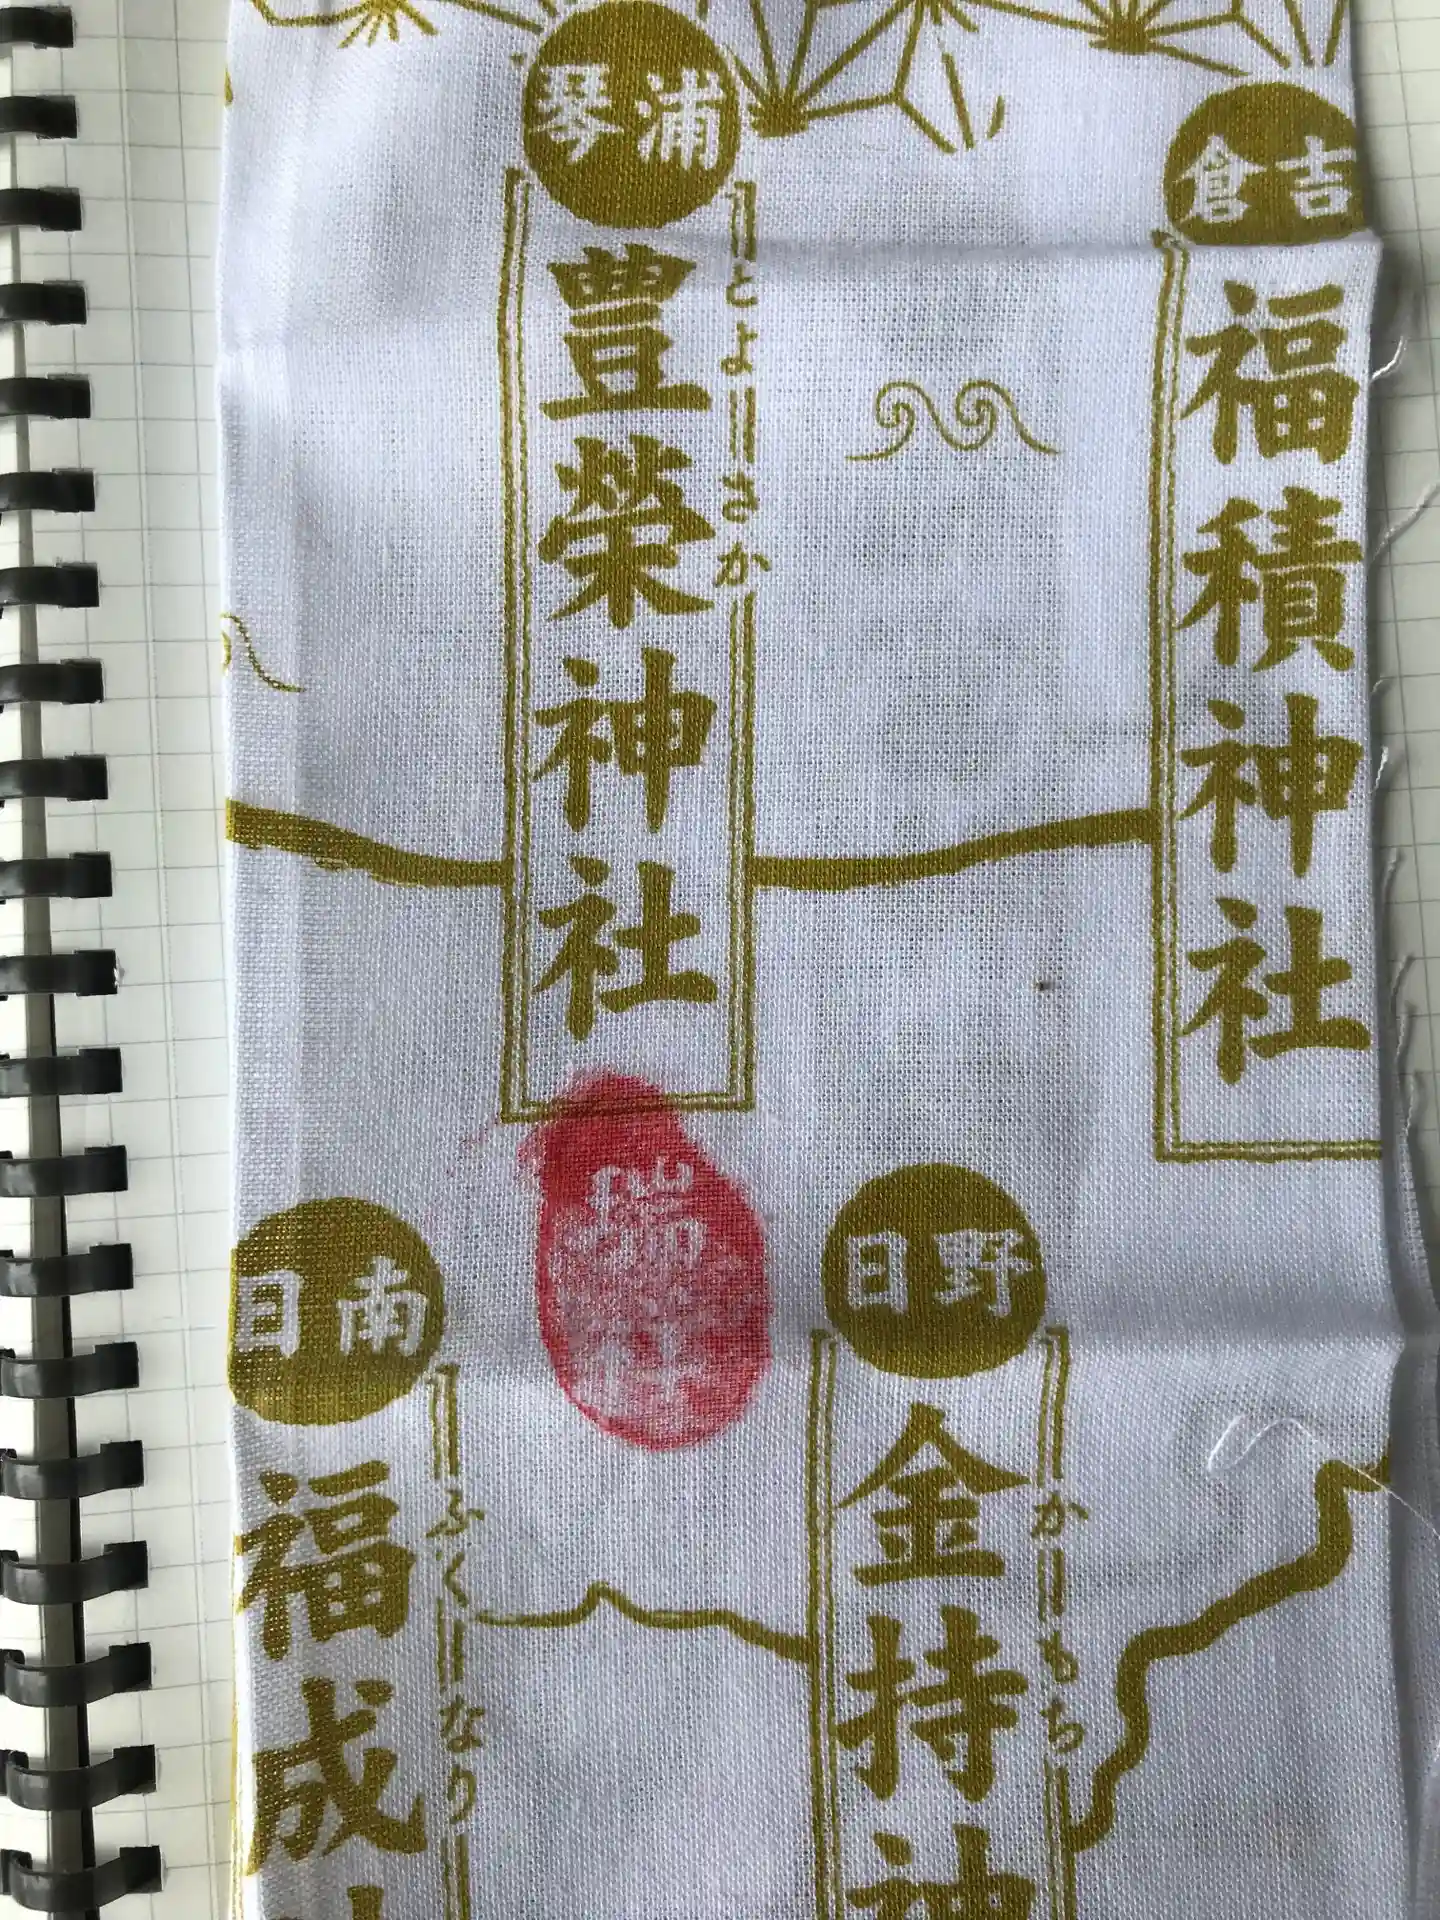 倉吉
福積神社
琴浦
豊榮神社
とよさか
日野
金持神
かもち
日南
福成
ふくなり